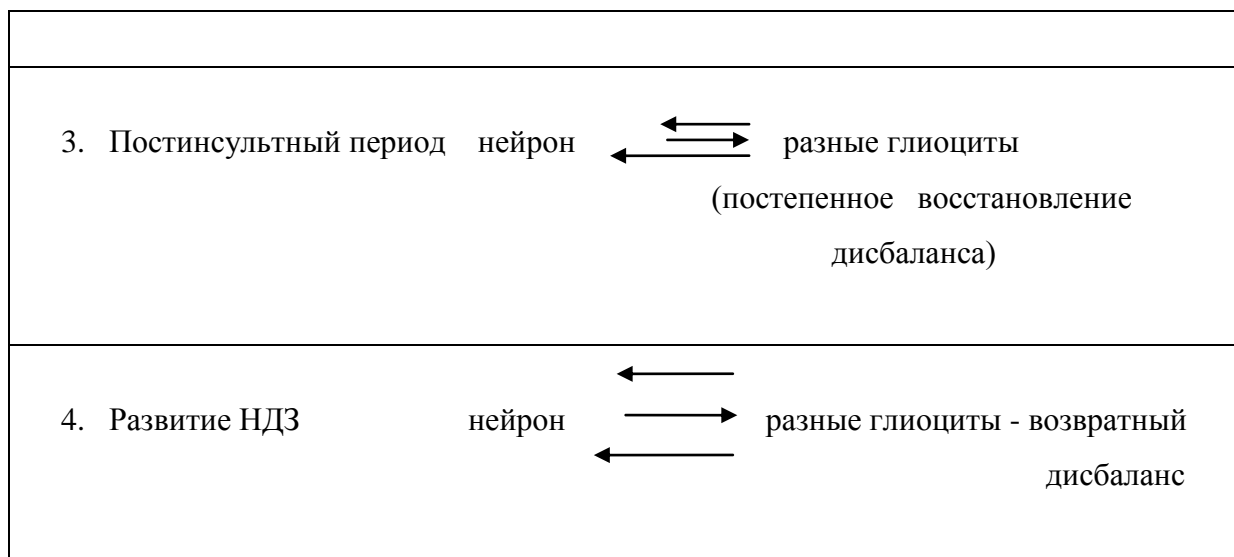 3. Постинсультный период нейрон разные глиоциты
(постепенное восстановление
дисбаланса)
4. Развитие НДЗ нейрон разные глиоциты - возвратный
дисбаланс